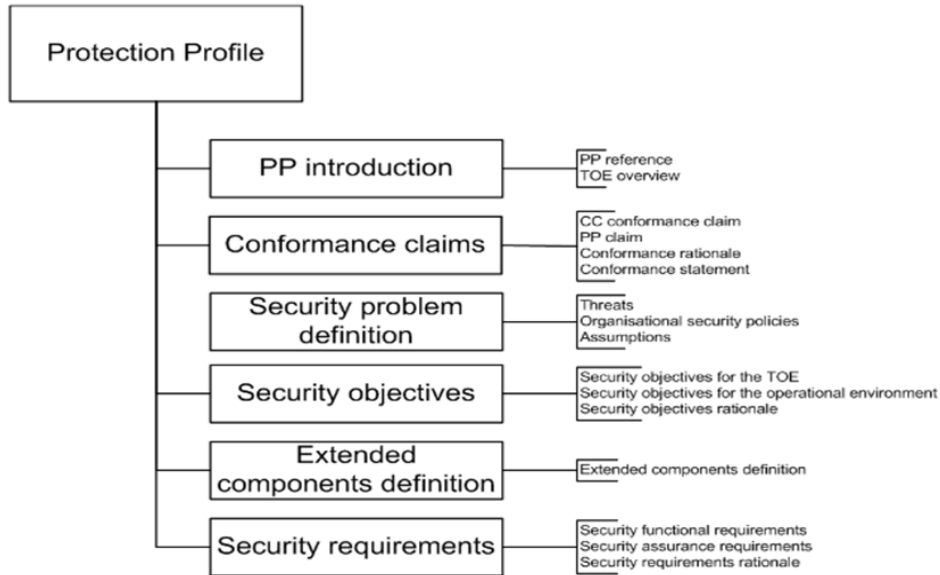 Protection Profile
PP introduction
PP reference
TOE overview
Conformance claims
CC conformance claim
PP claim
Conformance rationale
Conformance statement
Security problem
definition
Threats
Organisational security policies
Assumptions
Security objectives
Security objectives for the TOE
Security objectives for the operational environment
Security objectives rationale
Extended
components definition
Extended components definition
Security requirements
Security functional requirements
Security assurance requirements
Security requirements rationale